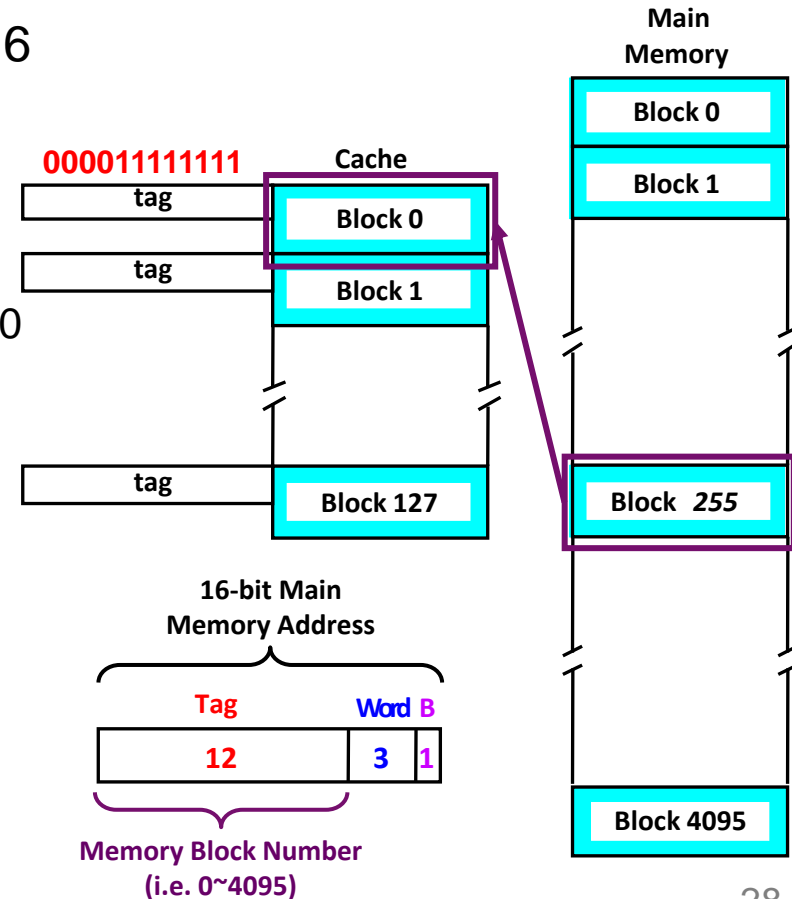 6
Main
Memory
Block 0
Block 1
Block 255
Block 4095
000011111111
Cache
tag
Block 0
tag
Block 1
0
tag
Block 127
16-bit Main
Memory Address
Tag Word B
12 3 1
Memory Block Number
(i.e. 0~4095)
28